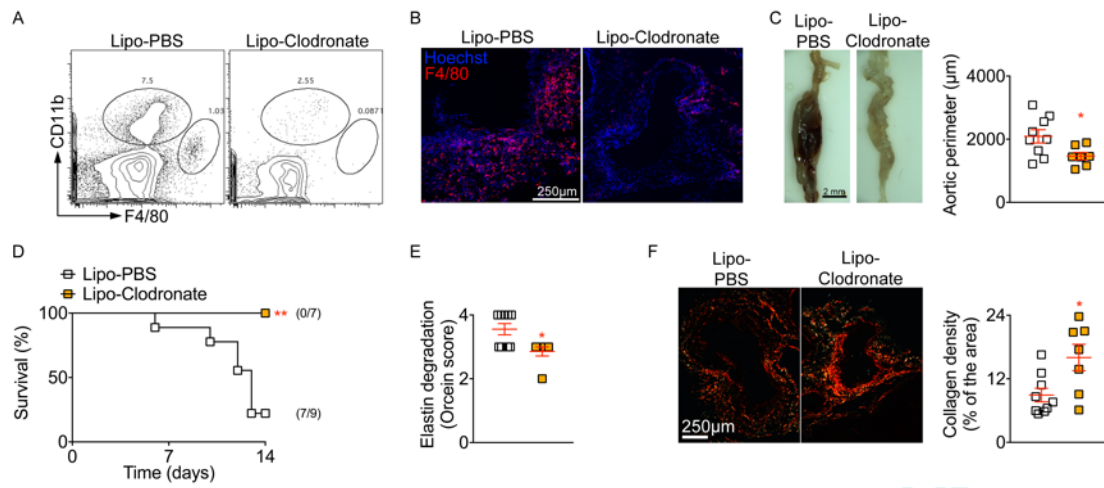 A
Lipo-PBS
Lipo-Clodronate
7.5
1.03
2.55
0.0871
CD11b
F4/80
B
Lipo-PBS
Lipo-Clodronate
Hoechst
F4/80
250µm
C
Lipo-
PBS
Lipo-
Clodronate
2 mm
Aortic perimeter (µm)
4000
2000
0
*
D
Lipo-PBS
Lipo-Clodronate
Survival (%)
100
50
0
** (0/7)
(7/9)
0
7
14
Time (days)
E
Elastin degradation
(Orcein score)
4
2
0
*
F
Lipo-
PBS
Lipo-
Clodronate
250µm
Collagen density
(% of the area)
24
12
0
*